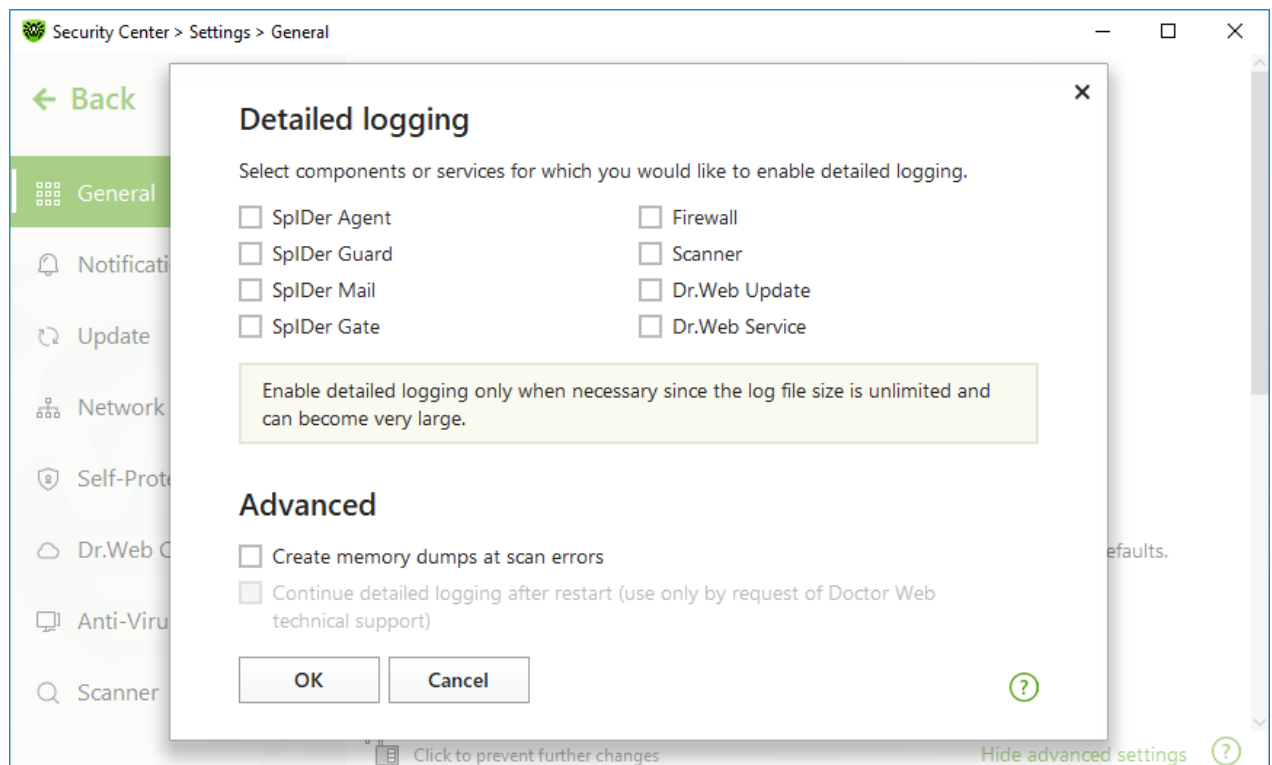 Security Center > Settings > General
Back
General
Notificati
Update
Network
Self-Prote
Dr.Web C
Anti-Viru
Scanner
Detailed logging
Select components or services for which you would like to enable detailed logging.
SpIDer Agent
SpIDer Guard
SpIDer Mail
SpIDer Gate
Firewall
Scanner
Dr.Web Update
Dr.Web Service
Enable detailed logging only when necessary since the log file size is unlimited and
can become very large.
Advanced
Create memory dumps at scan errors
Continue detailed logging after restart (use only by request of Doctor Web
technical support)
OK
Cancel
?
efaults.
Click to prevent further changes
Hide advanced settings
?